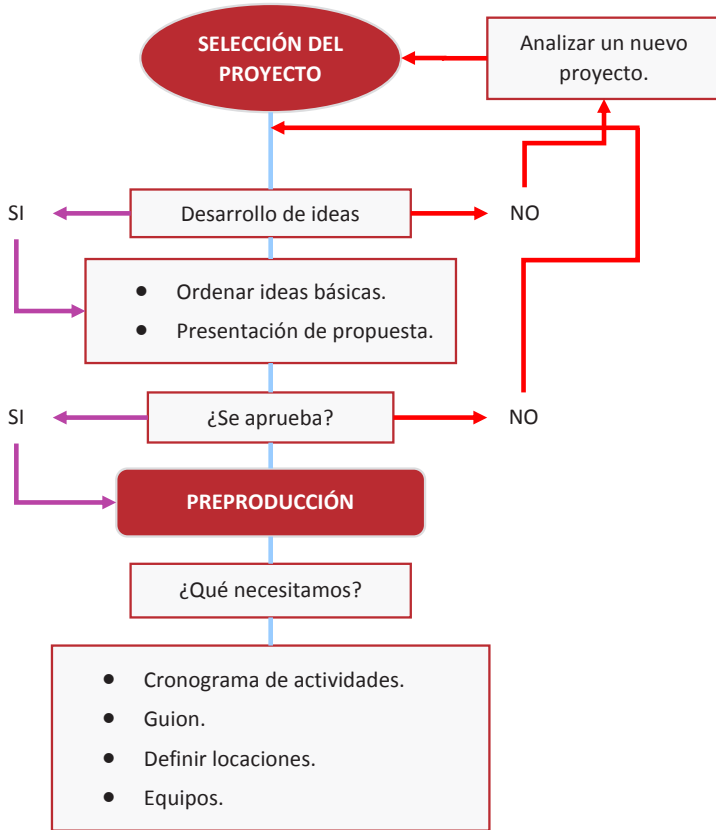 SELECCIÓN DEL
PROYECTO
Analizar un nuevo
proyecto.
SI
Desarrollo de ideas
NO
● Ordenar ideas básicas.
● Presentación de propuesta.
SI
¿Se aprueba?
NO
PREPRODUCCIÓN
¿Qué necesitamos?
● Cronograma de actividades.
● Guion.
● Definir locaciones.
● Equipos.